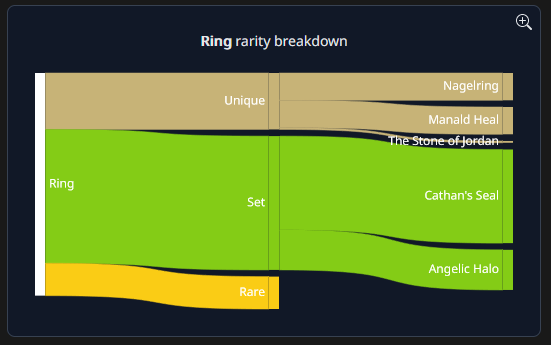 Ring rarity breakdown
Nagelring
Unique
Manald Heal
The Stone of Jordan
Ring
Cathan's Seal
Set
Angelic Halo
Rare